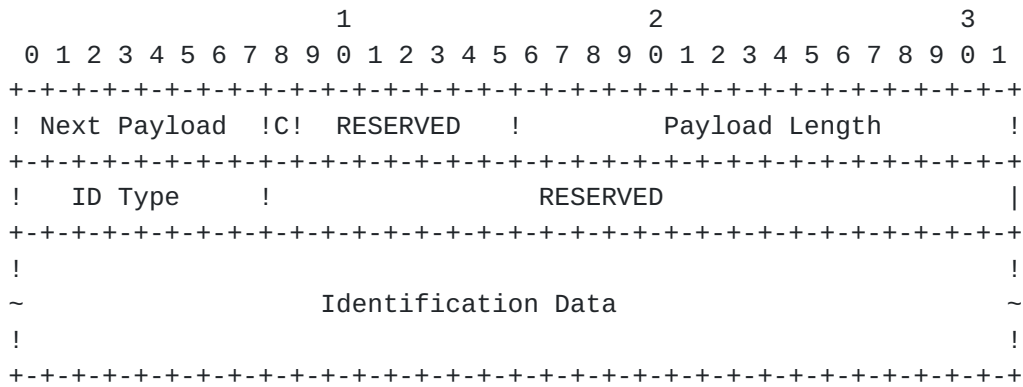 1                   2                   3
 0 1 2 3 4 5 6 7 8 9 0 1 2 3 4 5 6 7 8 9 0 1 2 3 4 5 6 7 8 9 0 1
+-+-+-+-+-+-+-+-+-+-+-+-+-+-+-+-+-+-+-+-+-+-+-+-+-+-+-+-+-+-+-+-+
! Next Payload  !C!  RESERVED   !         Payload Length        !
+-+-+-+-+-+-+-+-+-+-+-+-+-+-+-+-+-+-+-+-+-+-+-+-+-+-+-+-+-+-+-+-+
!   ID Type     !                 RESERVED                      |
+-+-+-+-+-+-+-+-+-+-+-+-+-+-+-+-+-+-+-+-+-+-+-+-+-+-+-+-+-+-+-+-+
!                                                               !
~                   Identification Data                         ~
!                                                               !
+-+-+-+-+-+-+-+-+-+-+-+-+-+-+-+-+-+-+-+-+-+-+-+-+-+-+-+-+-+-+-+-+